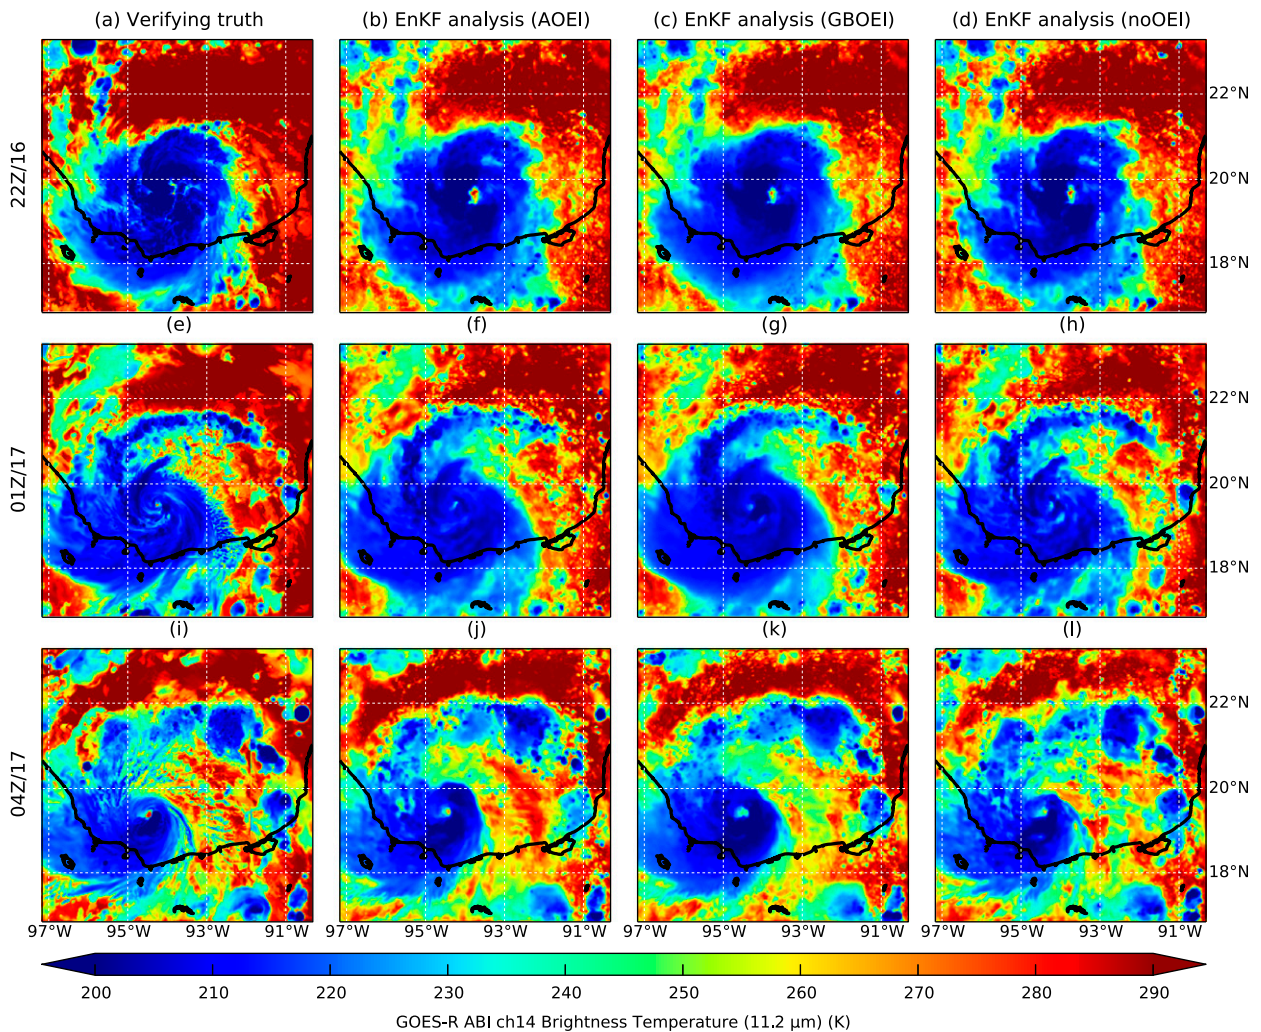 (a) Verifying truth (b) EnKF analysis (AOEI) (c) EnKF analysis (GBOEI) (d) EnKF analysis (noOEI)
22Z/16
22°N
20°N
18°N
(e) (f) (g) (h)
01Z/17
22°N
20°N
18°N
(i) (j) (k) (l)
04Z/17
22°N
20°N
18°N
97°W 95°W 93°W 91°W 97°W 95°W 93°W 91°W 97°W 95°W 93°W 91°W 97°W 95°W 93°W 91°W
200 210 220 230 240 250 260 270 280 290
GOES-R ABI ch14 Brightness Temperature (11.2 μm) (K)